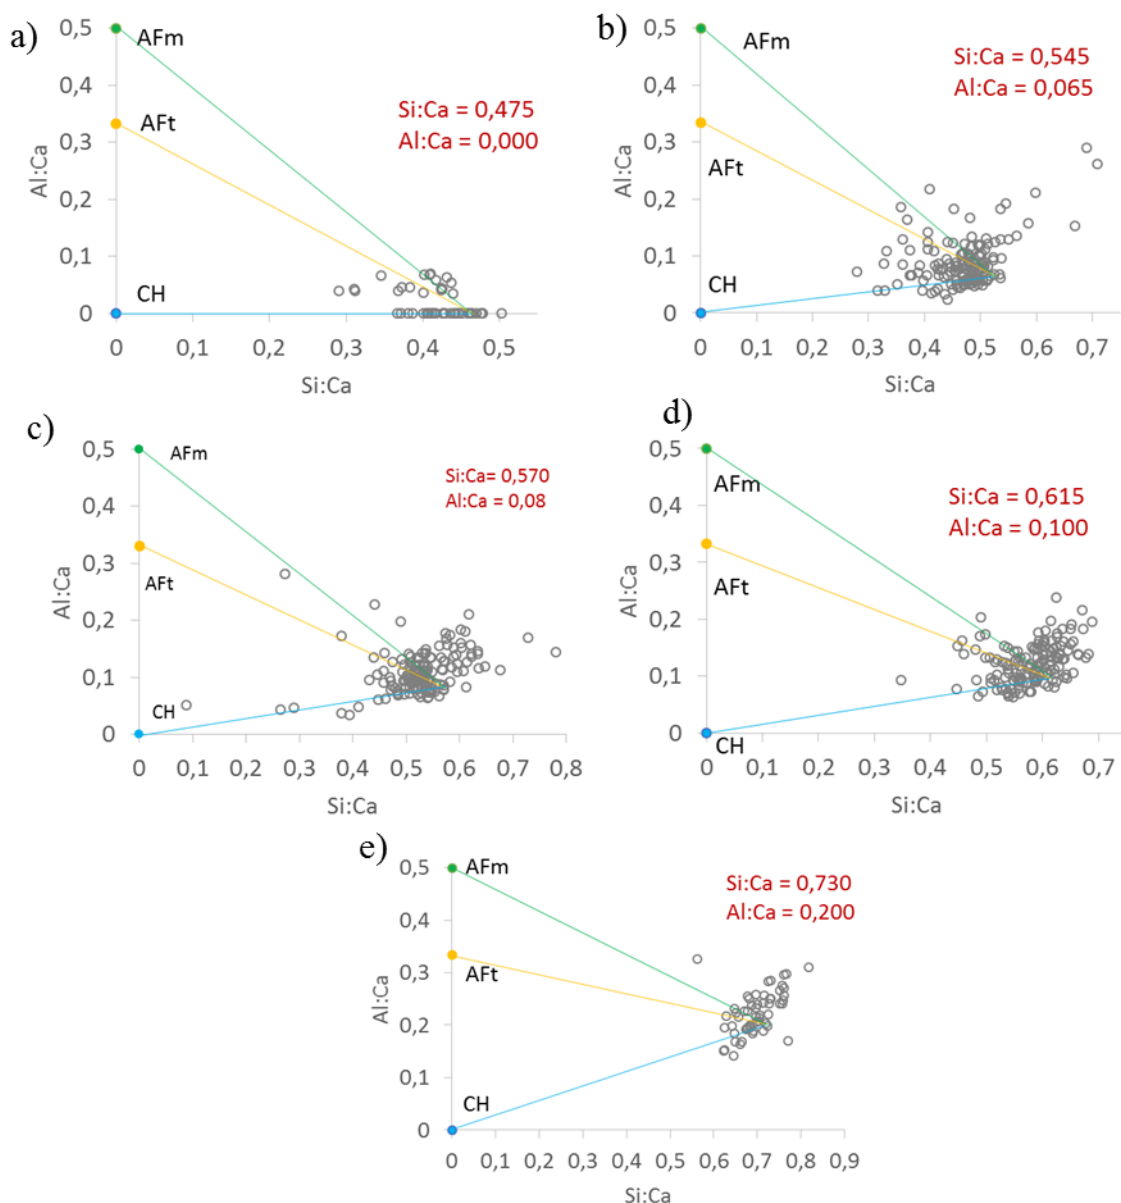 a)
0,5
AFm
0,4
Si:Ca = 0,475
AFt
Al:Ca = 0,000
0,3
Al:Ca
0,2
0,1
CH
0
0 0,1 0,2 0,3 0,4 0,5
Si:Ca
b)
0,5
AFm
Si:Ca = 0,545
0,4
Al:Ca = 0,065
0,3
AFt
Al:Ca
0,2
0,1
CH
0
0 0,1 0,2 0,3 0,4 0,5 0,6 0,7
Si:Ca
c)
0,5
AFm
Si:Ca= 0,570
0,4
Al:Ca = 0,08
0,3
AFt
Al:Ca
0,2
0,1
CH
0
0 0,1 0,2 0,3 0,4 0,5 0,6 0,7 0,8
Si:Ca
d)
0,5
AFm
Si:Ca = 0,615
0,4
Al:Ca = 0,100
0,3
AFt
Al:Ca
0,2
0,1
0
CH
0 0,1 0,2 0,3 0,4 0,5 0,6 0,7
Si:Ca
e)
0,5
AFm
Si:Ca = 0,730
0,4
Al:Ca = 0,200
AFt
0,3
Al:Ca
0,2
0,1
CH
0
0 0,1 0,2 0,3 0,4 0,5 0,6 0,7 0,8 0,9
Si:Ca